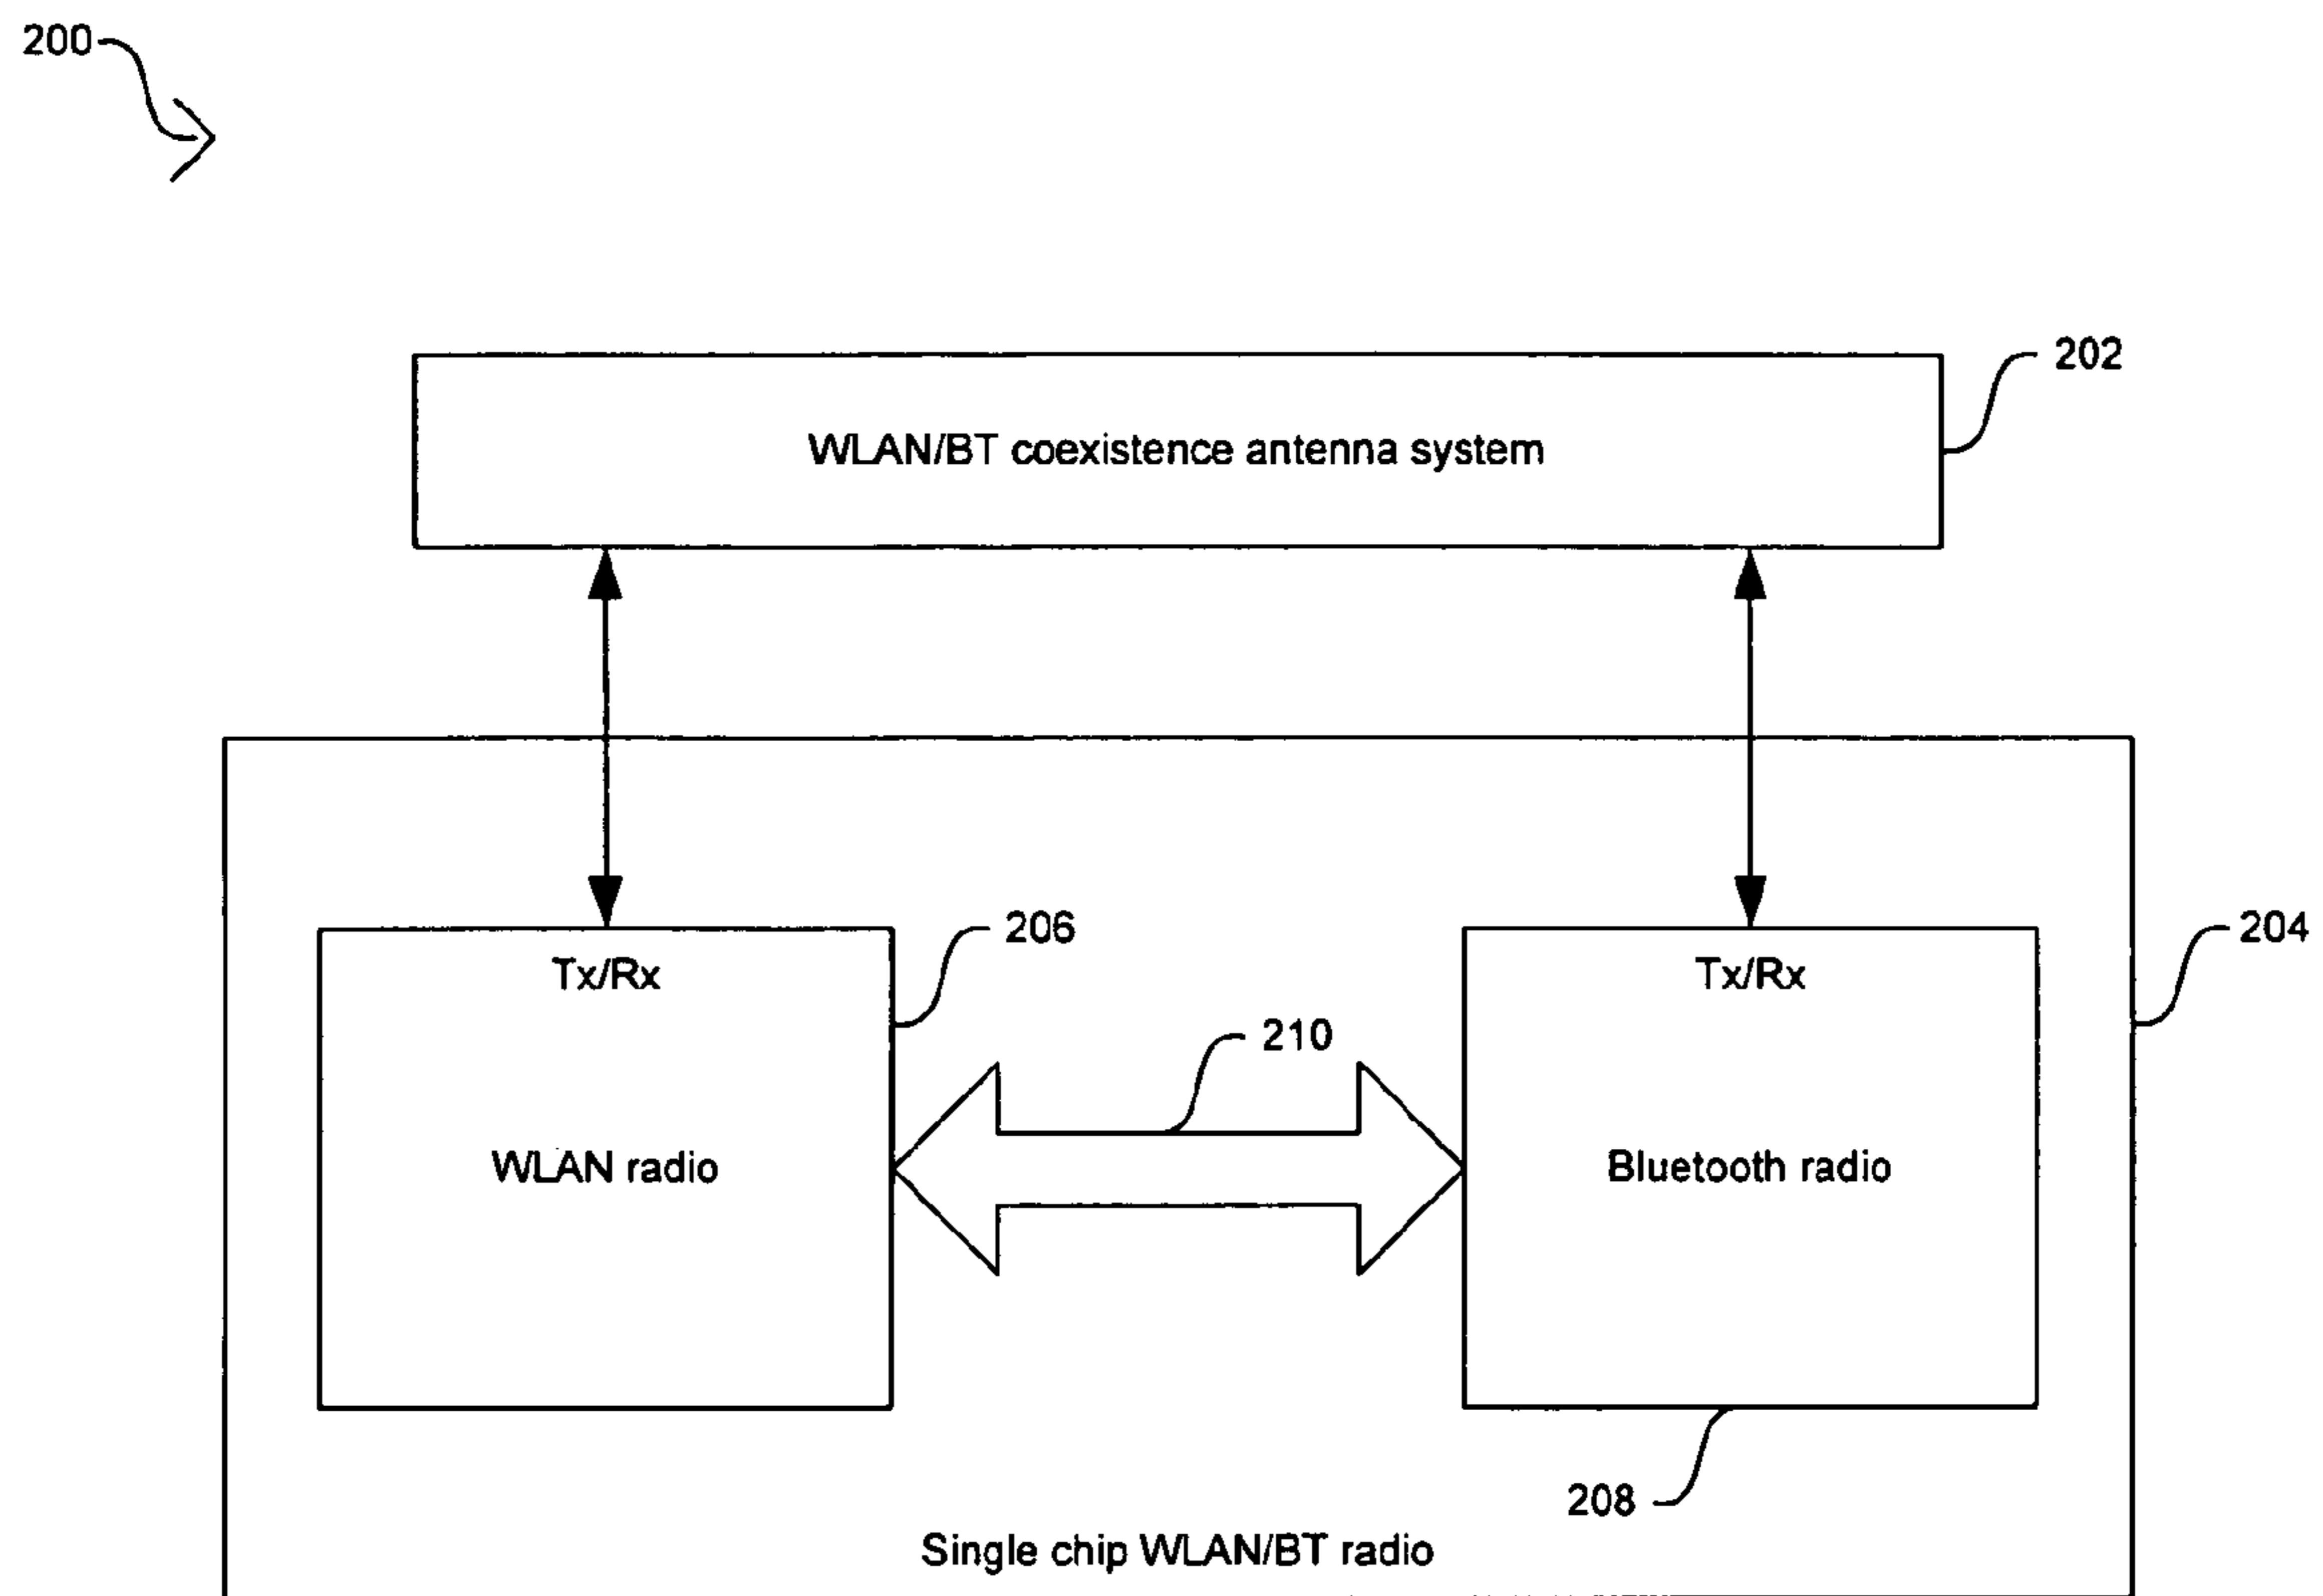 200
202
WLAN/BT coexistence antenna system
206
204
Tx/Rx
Tx/Rx
210
WLAN radio
Bluetooth radio
208
Single chip WLAN/BT radio